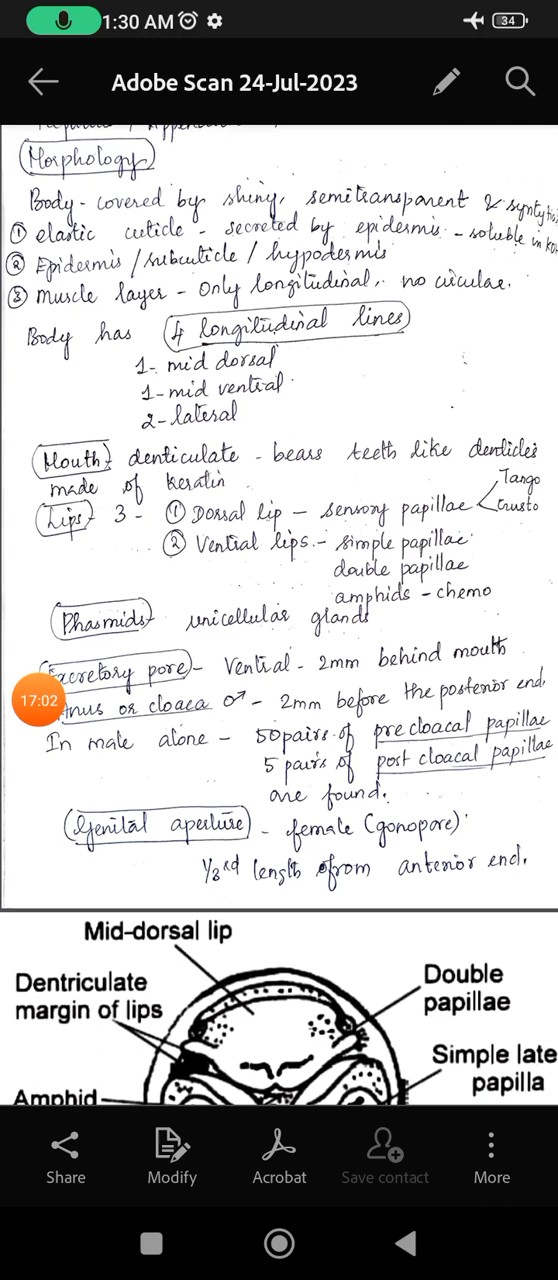 1:30 AM
34
Adobe Scan 24-Jul-2023
Morphology
Body - covered by shiny, semitransparent &
① elastic cuticle - secreted by epidermis - soluble in
② Epidermis / subcuticle / hypodermis
③ Muscle layer - Only longitudinal, no circular.
Body has 4 longitudinal lines
1- mid dorsal
1- mid ventral
2- lateral
Mouth: denticulate - bears teeth like denticles
made of keratin
Lips - 3 - ① Dorsal lip - sensory papillae < Tango
Gusto
② Ventral lips - simple papillae
double papillae
amphids - chemo
Phasmids - unicellular glands
Excretory pore - Ventral - 2mm behind mouth
17:02
Anus or cloaca ♂ - 2mm before the posterior end.
In male alone - 50 pairs of pre cloacal papillae
5 pairs of post cloacal papillae
are found.
Genital aperture - female (gonopore)
1/3rd length from anterior end.
Mid-dorsal lip
Dentriculate
margin of lips
Double
papillae
Simple late
papilla
Amphid
Share
Modify
Acrobat
Save contact
More